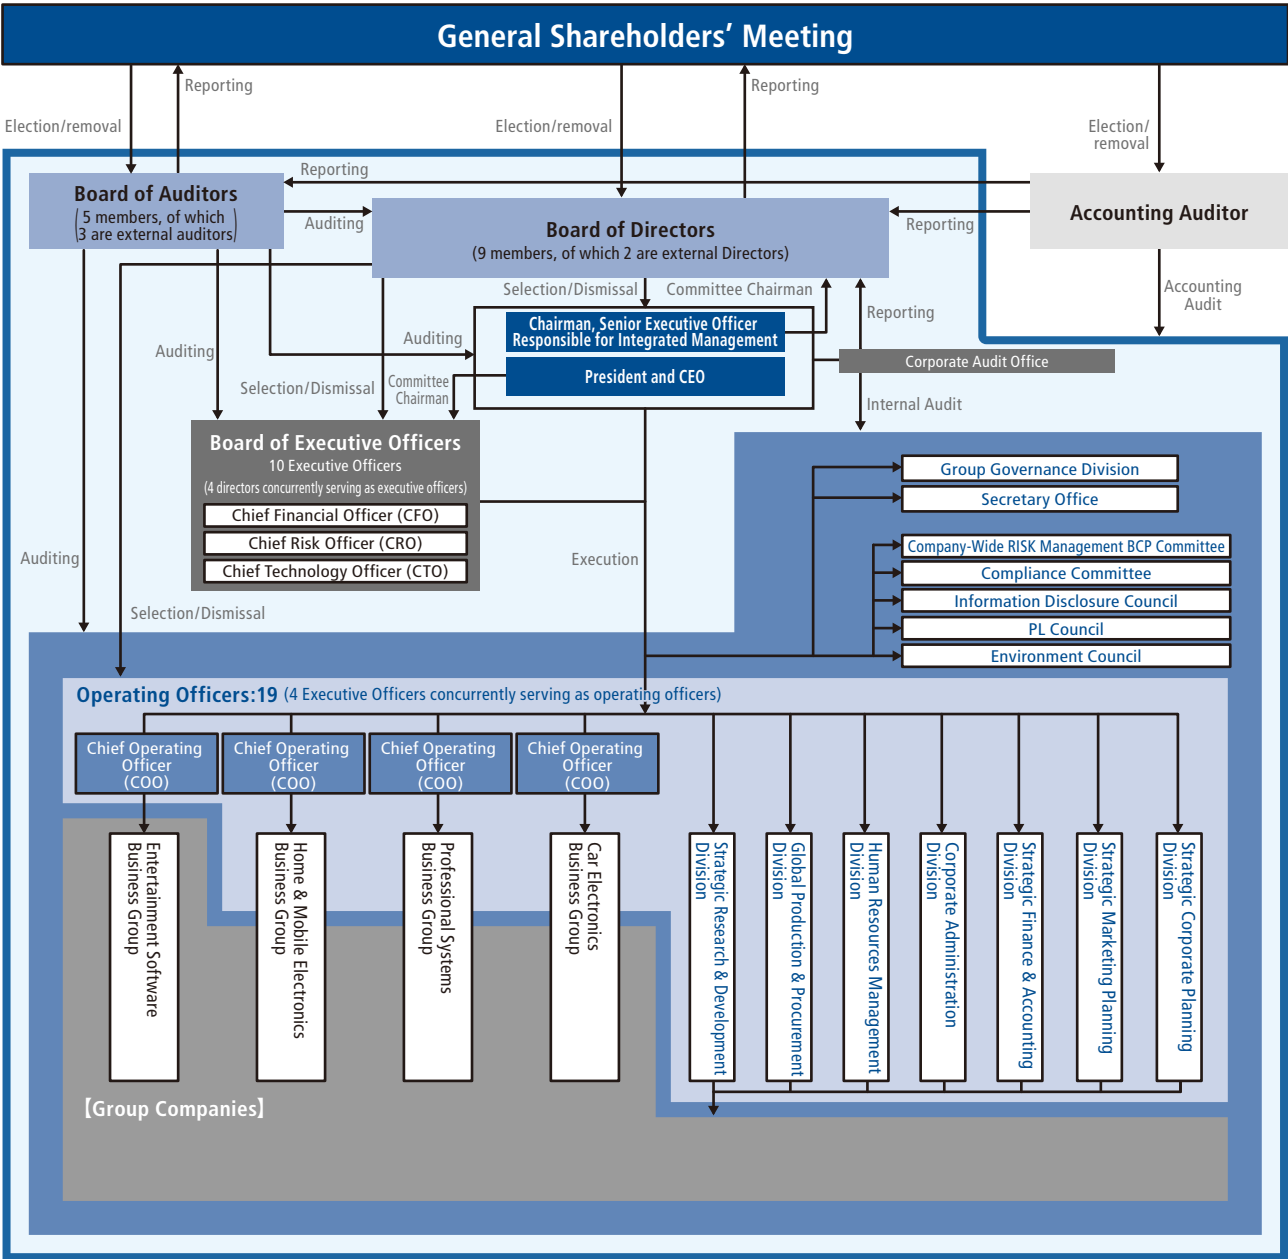 General Shareholders’ Meeting
Reporting
Reporting
Election/removal
Election/removal
Election/
removal
Reporting
Board of Auditors
5 members, of which
3 are external auditors
Auditing
Board of Directors
(9 members, of which 2 are external Directors)
Reporting
Accounting Auditor
Selection/Dismissal
Committee Chairman
Accounting
Audit
Reporting
Chairman, Senior Executive Officer
Responsible for Integrated Management
Auditing
Auditing
President and CEO
Corporate Audit Office
Selection/Dismissal
Committee
Chairman
Internal Audit
Board of Executive Officers
10 Executive Officers
(4 directors concurrently serving as executive officers)
Chief Financial Officer (CFO)
Chief Risk Officer (CRO)
Chief Technology Officer (CTO)
Group Governance Division
Secretary Office
Company-Wide RISK Management BCP Committee
Compliance Committee
Information Disclosure Council
PL Council
Environment Council
Auditing
Execution
Selection/Dismissal
Operating Officers:19 (4 Executive Officers concurrently serving as operating officers)
Chief Operating
Officer
(COO)
Chief Operating
Officer
(COO)
Chief Operating
Officer
(COO)
Chief Operating
Officer
(COO)
Entertainment Software
Business Group
Home & Mobile Electronics
Business Group
Professional Systems
Business Group
Car Electronics
Business Group
Strategic Research & Development
Division
Global Production & Procurement
Division
Human Resources Management
Division
Corporate Administration
Division
Strategic Finance & Accounting
Division
Strategic Marketing Planning
Division
Strategic Corporate Planning
Division
【Group Companies】